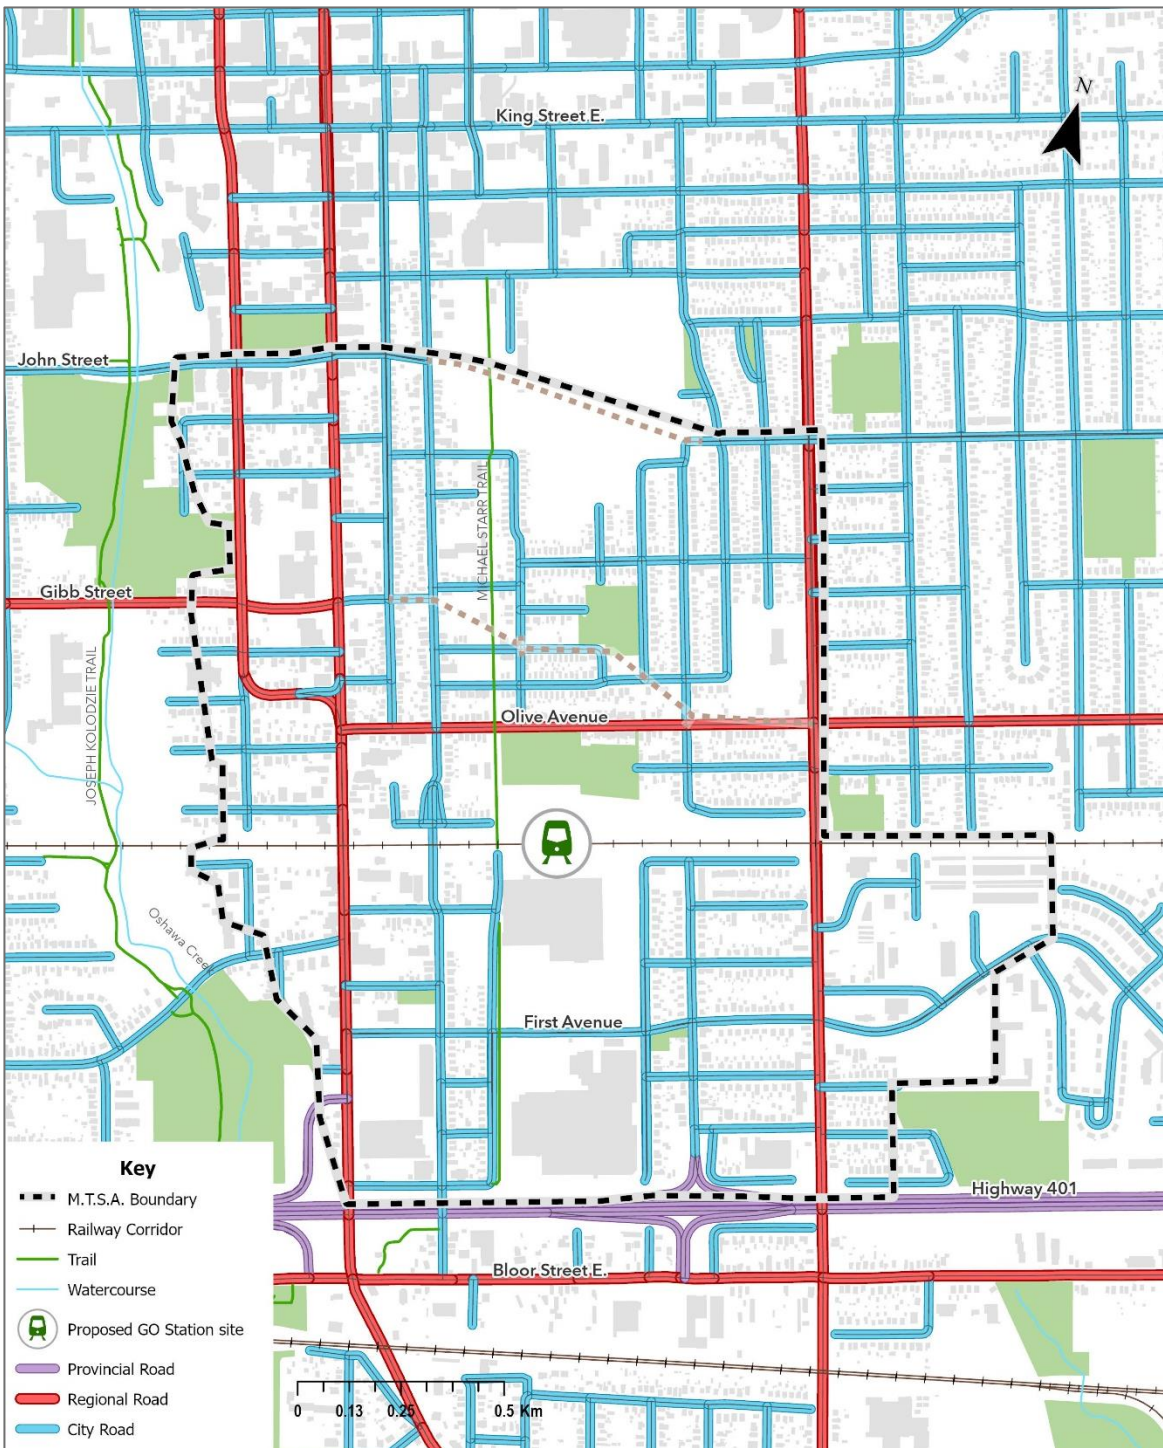 N
King Street E.
John Street
MICHAEL STARR TRAIL
Gibb Street
JOSEPH KOLODZIE TRAIL
Olive Avenue
Oshawa Creek
First Avenue
Highway 401
Bloor Street E.
Key
M.T.S.A. Boundary
Railway Corridor
Trail
Watercourse
Proposed GO Station site
Provincial Road
Regional Road
City Road
0 0.13 0.25 0.5 Km